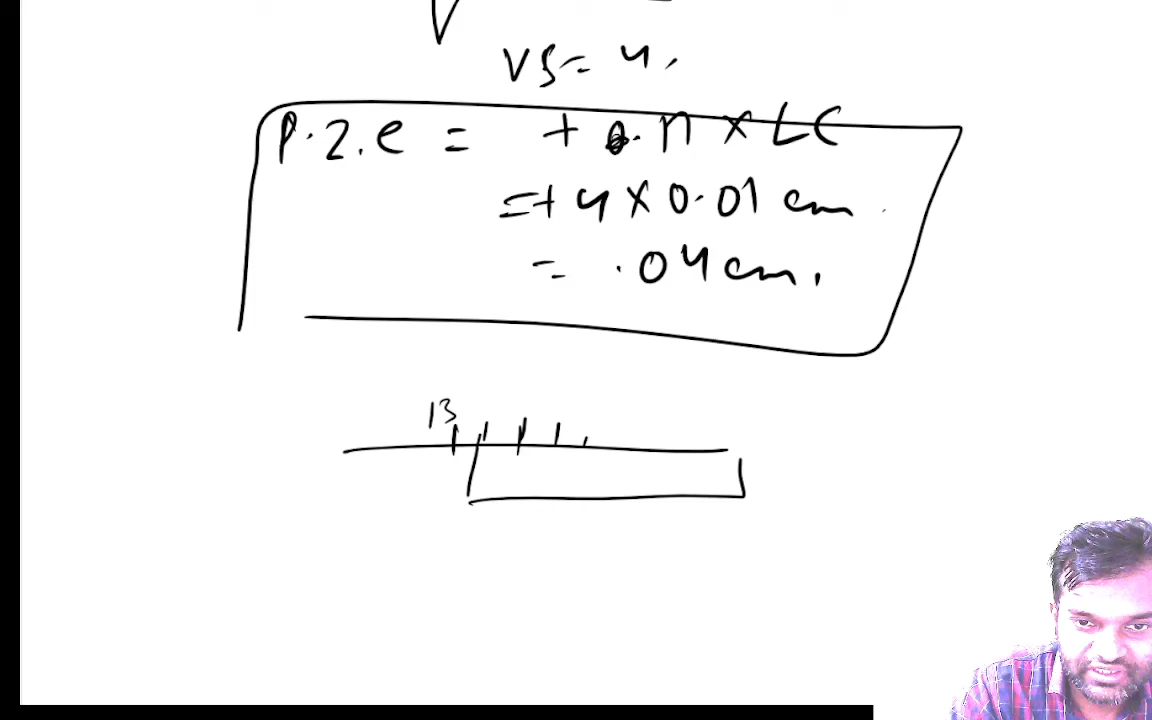 VS = 4.
P.Z.e = + n x LC
= + 4 x 0.01 cm
= .04 cm.
13